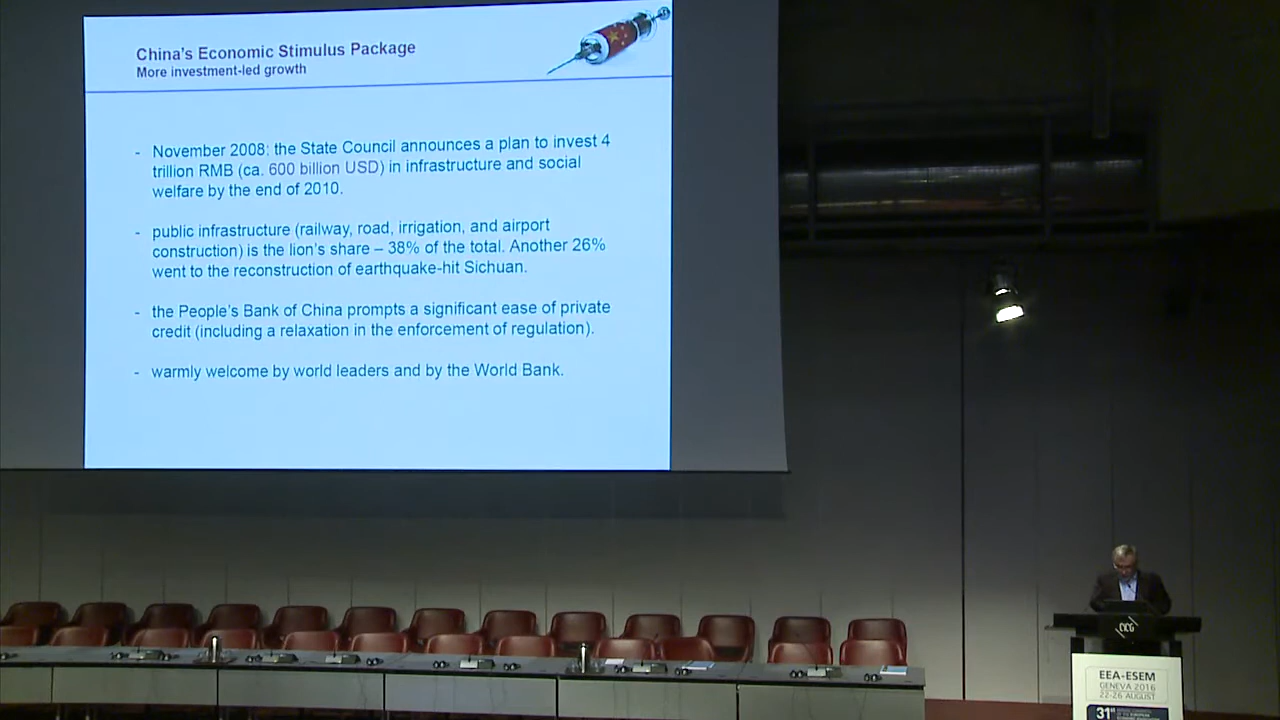 China's Economic Stimulus Package
More investment-led growth
- November 2008: the State Council announces a plan to invest 4
trillion RMB (ca. 600 billion USD) in infrastructure and social
welfare by the end of 2010.
- public infrastructure (railway, road, irrigation, and airport
construction) is the lion's share – 38% of the total. Another 26%
went to the reconstruction of earthquake-hit Sichuan.
- the People's Bank of China prompts a significant ease of private
credit (including a relaxation in the enforcement of regulation).
- warmly welcome by world leaders and by the World Bank.
CICG
EEA-ESEM
GENEVA 2016
22-26 AUGUST
31st